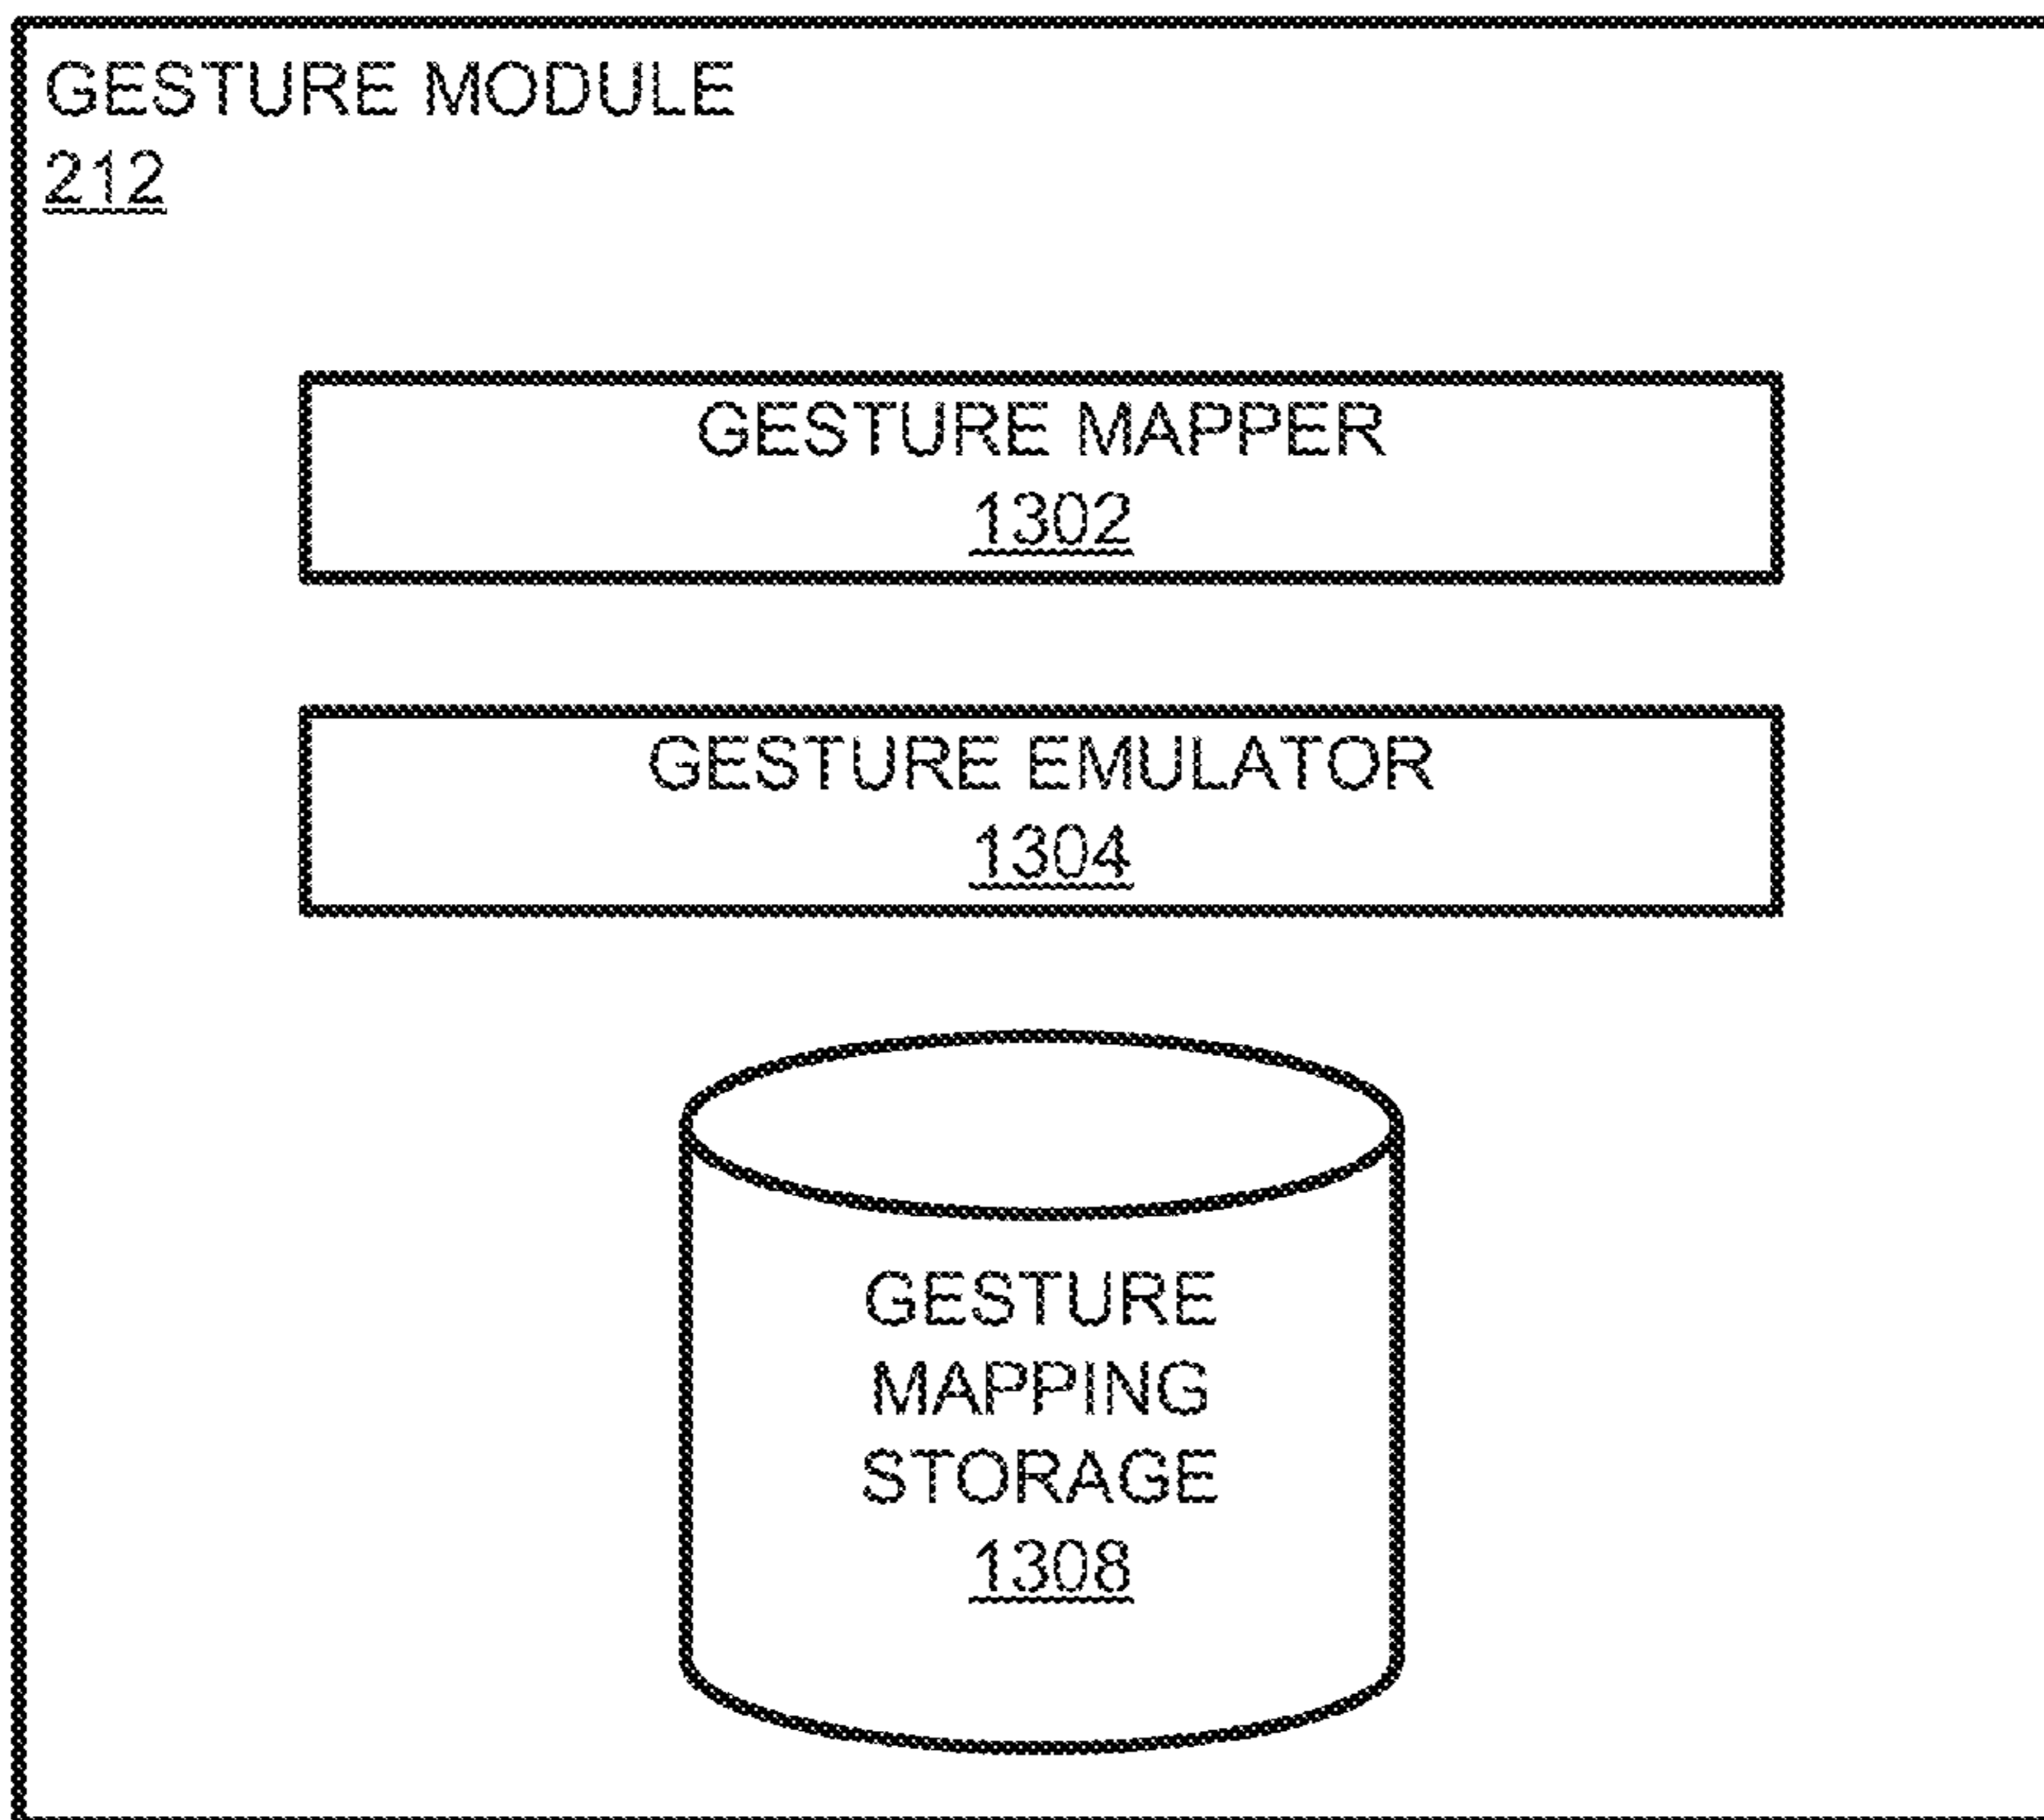 GESTURE MODULE
212
GESTURE MAPPER
1302
GESTURE EMULATOR
1304
GESTURE
MAPPING
STORAGE
1308